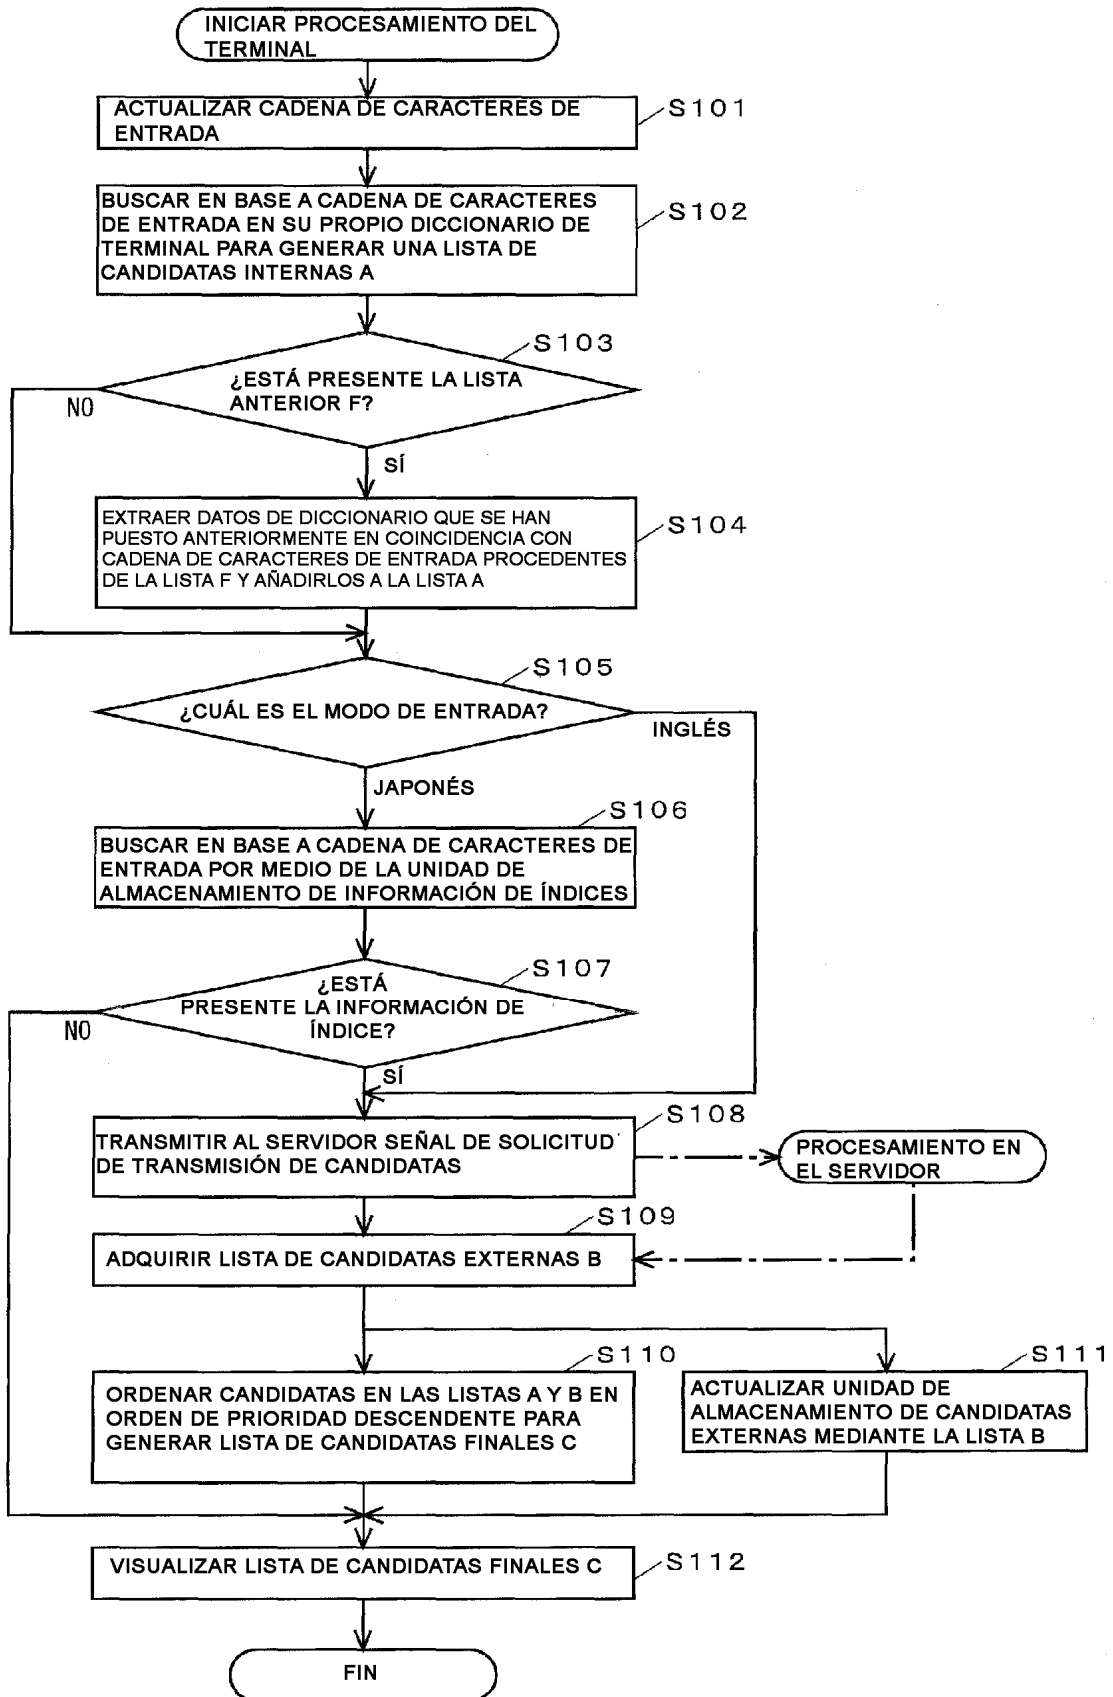 INICIAR PROCESAMIENTO DEL
TERMINAL
ACTUALIZAR CADENA DE CARACTERES DE
ENTRADA
S101
BUSCAR EN BASE A CADENA DE CARACTERES
DE ENTRADA EN SU PROPIO DICCIONARIO DE
TERMINAL PARA GENERAR UNA LISTA DE
CANDIDATAS INTERNAS A
S102
S103
¿ESTÁ PRESENTE LA LISTA
ANTERIOR F?
NO
SÍ
EXTRAER DATOS DE DICCIONARIO QUE SE HAN
PUESTO ANTERIORMENTE EN COINCIDENCIA CON
CADENA DE CARACTERES DE ENTRADA PROCEDENTES
DE LA LISTA F Y AÑADIRLOS A LA LISTA A
S104
S105
¿CUÁL ES EL MODO DE ENTRADA?
INGLÉS
JAPONÉS
S106
BUSCAR EN BASE A CADENA DE CARACTERES DE
ENTRADA POR MEDIO DE LA UNIDAD DE
ALMACENAMIENTO DE INFORMACIÓN DE ÍNDICES
S107
¿ESTÁ
PRESENTE LA INFORMACIÓN DE
ÍNDICE?
NO
SÍ
S108
TRANSMITIR AL SERVIDOR SEÑAL DE SOLICITUD
DE TRANSMISIÓN DE CANDIDATAS
PROCESAMIENTO EN
EL SERVIDOR
S109
ADQUIRIR LISTA DE CANDIDATAS EXTERNAS B
S110
ORDENAR CANDIDATAS EN LAS LISTAS A Y B EN
ORDEN DE PRIORIDAD DESCENDENTE PARA
GENERAR LISTA DE CANDIDATAS FINALES C
S111
ACTUALIZAR UNIDAD DE
ALMACENAMIENTO DE CANDIDATAS
EXTERNAS MEDIANTE LA LISTA B
VISUALIZAR LISTA DE CANDIDATAS FINALES C
S112
FIN